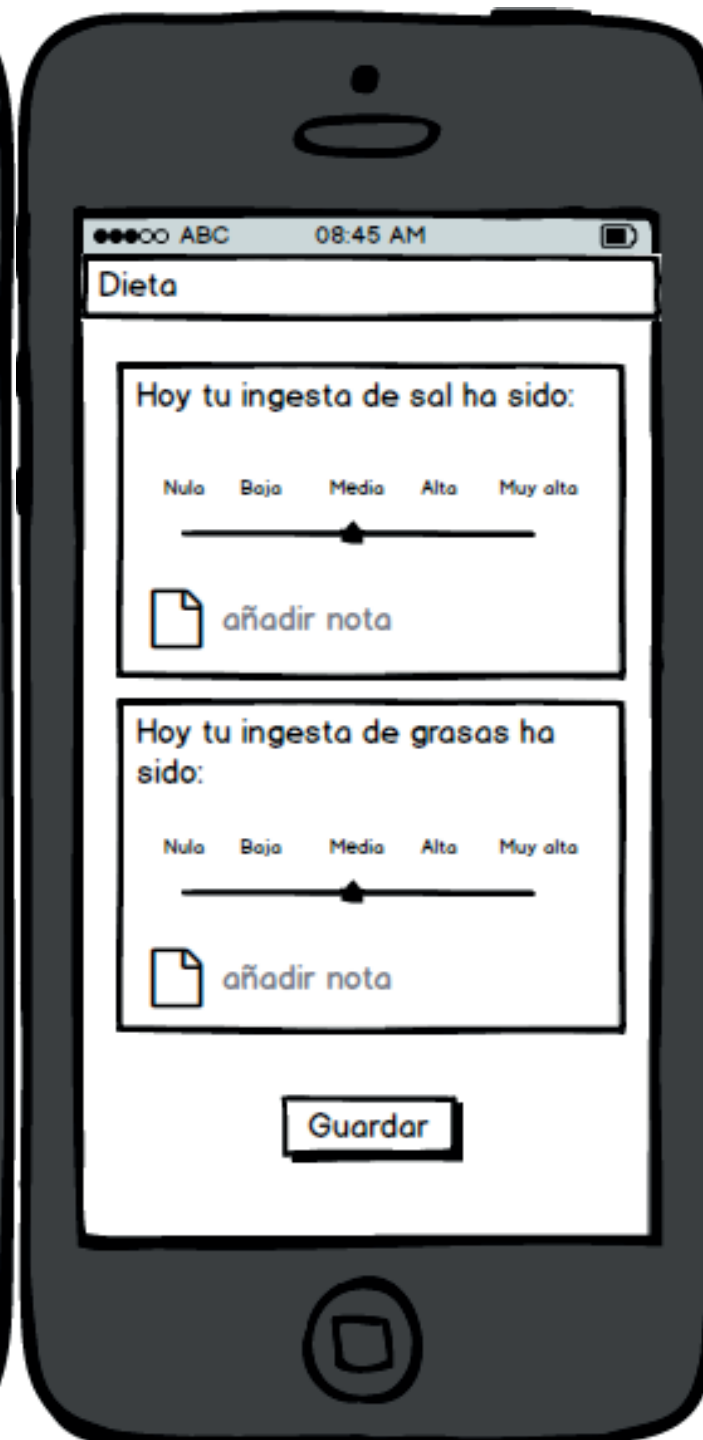 ABC 08:45 AM
Dieta
Hoy tu ingesta de sal ha sido:
Nula Baja Media Alta Muy alta
añadir nota
Hoy tu ingesta de grasas ha
sido:
Nula Baja Media Alta Muy alta
añadir nota
Guardar